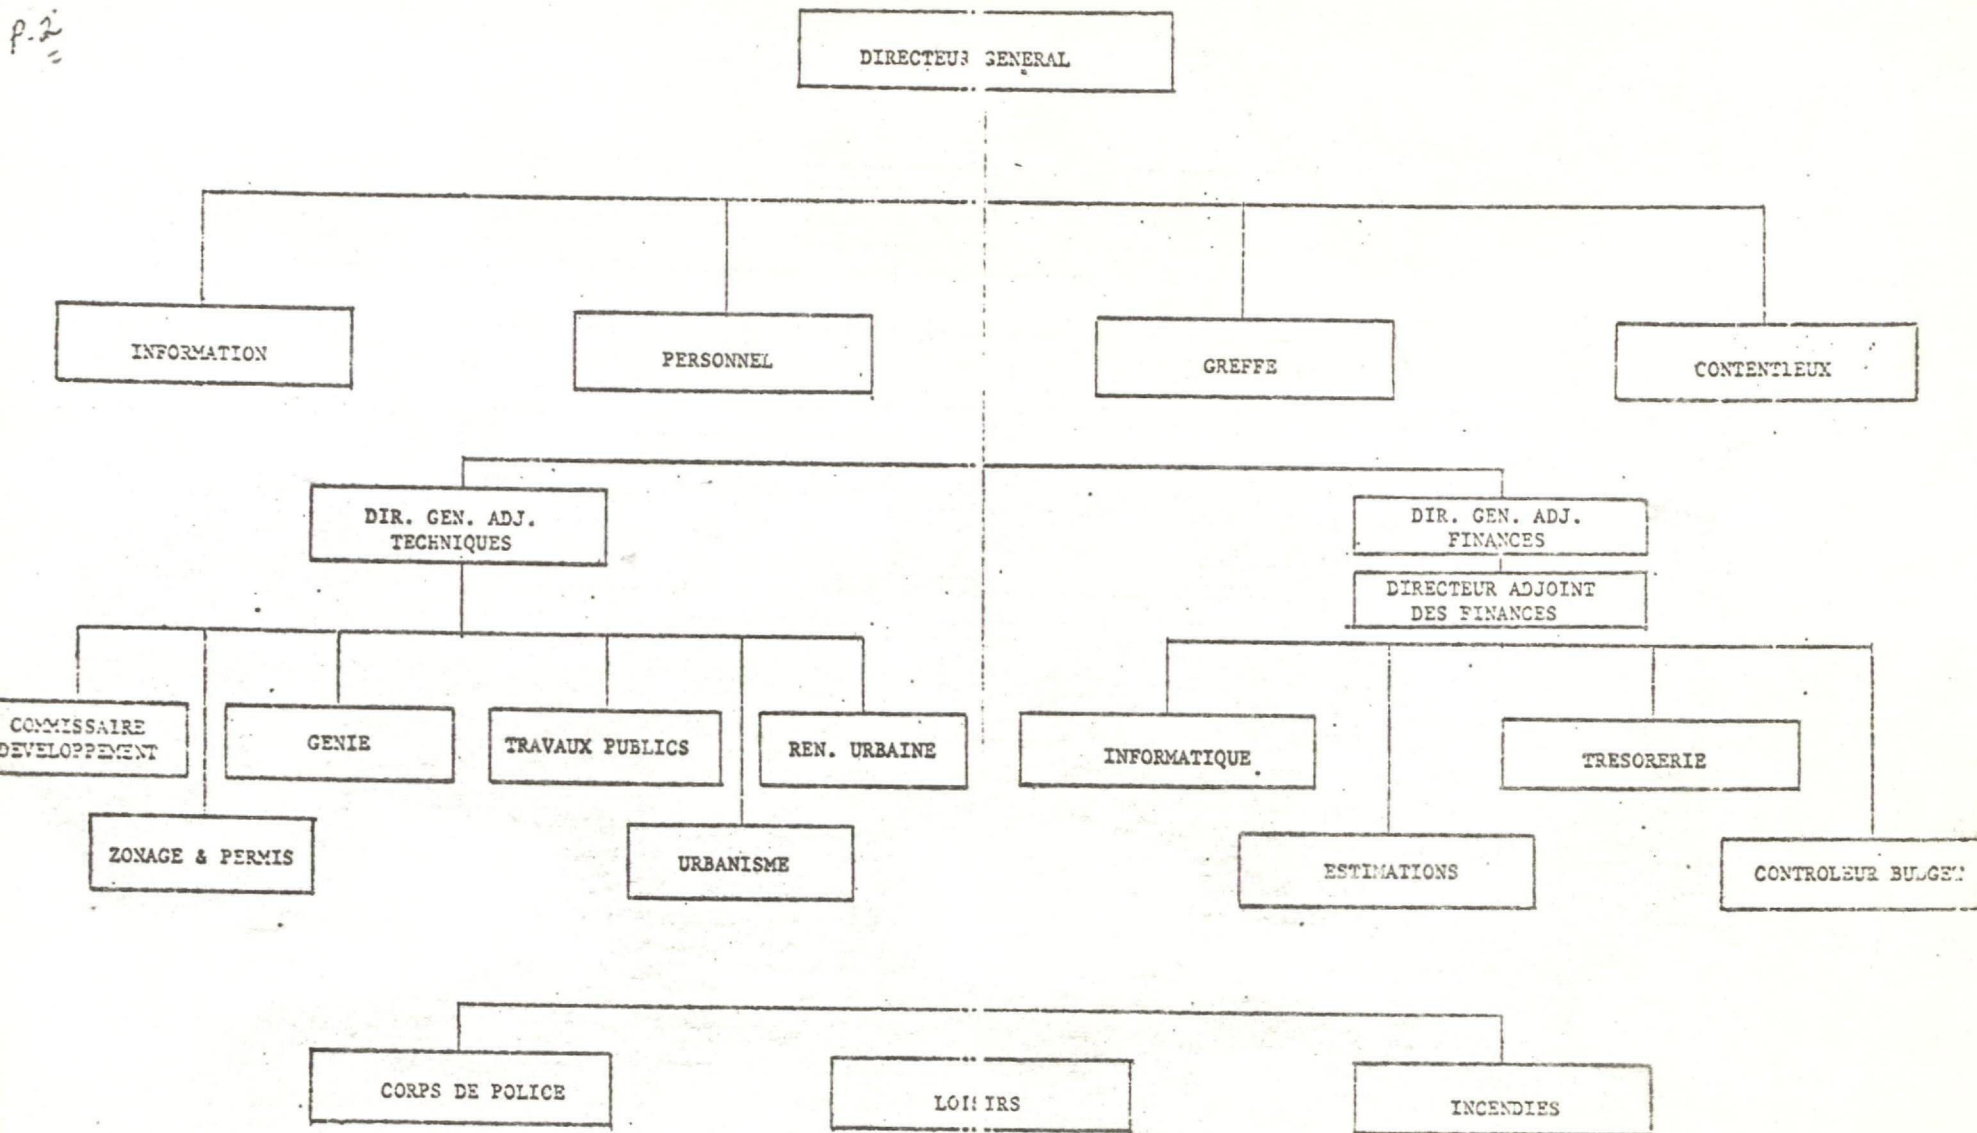 p.2
DIRECTEUR GENERAL
INFORMATION
PERSONNEL
GREFFE
CONTENTIEUX
DIR. GEN. ADJ.
TECHNIQUES
DIR. GEN. ADJ.
FINANCES
DIRECTEUR ADJOINT
DES FINANCES
COMMISSAIRE
DEVELOPPEMENT
GENIE
TRAVAUX PUBLICS
REN. URBAINE
INFORMATIQUE
TRESORERIE
ZONAGE & PERMIS
URBANISME
ESTIMATIONS
CONTROLEUR BUDGET
CORPS DE POLICE
LOISIRS
INCENDIES